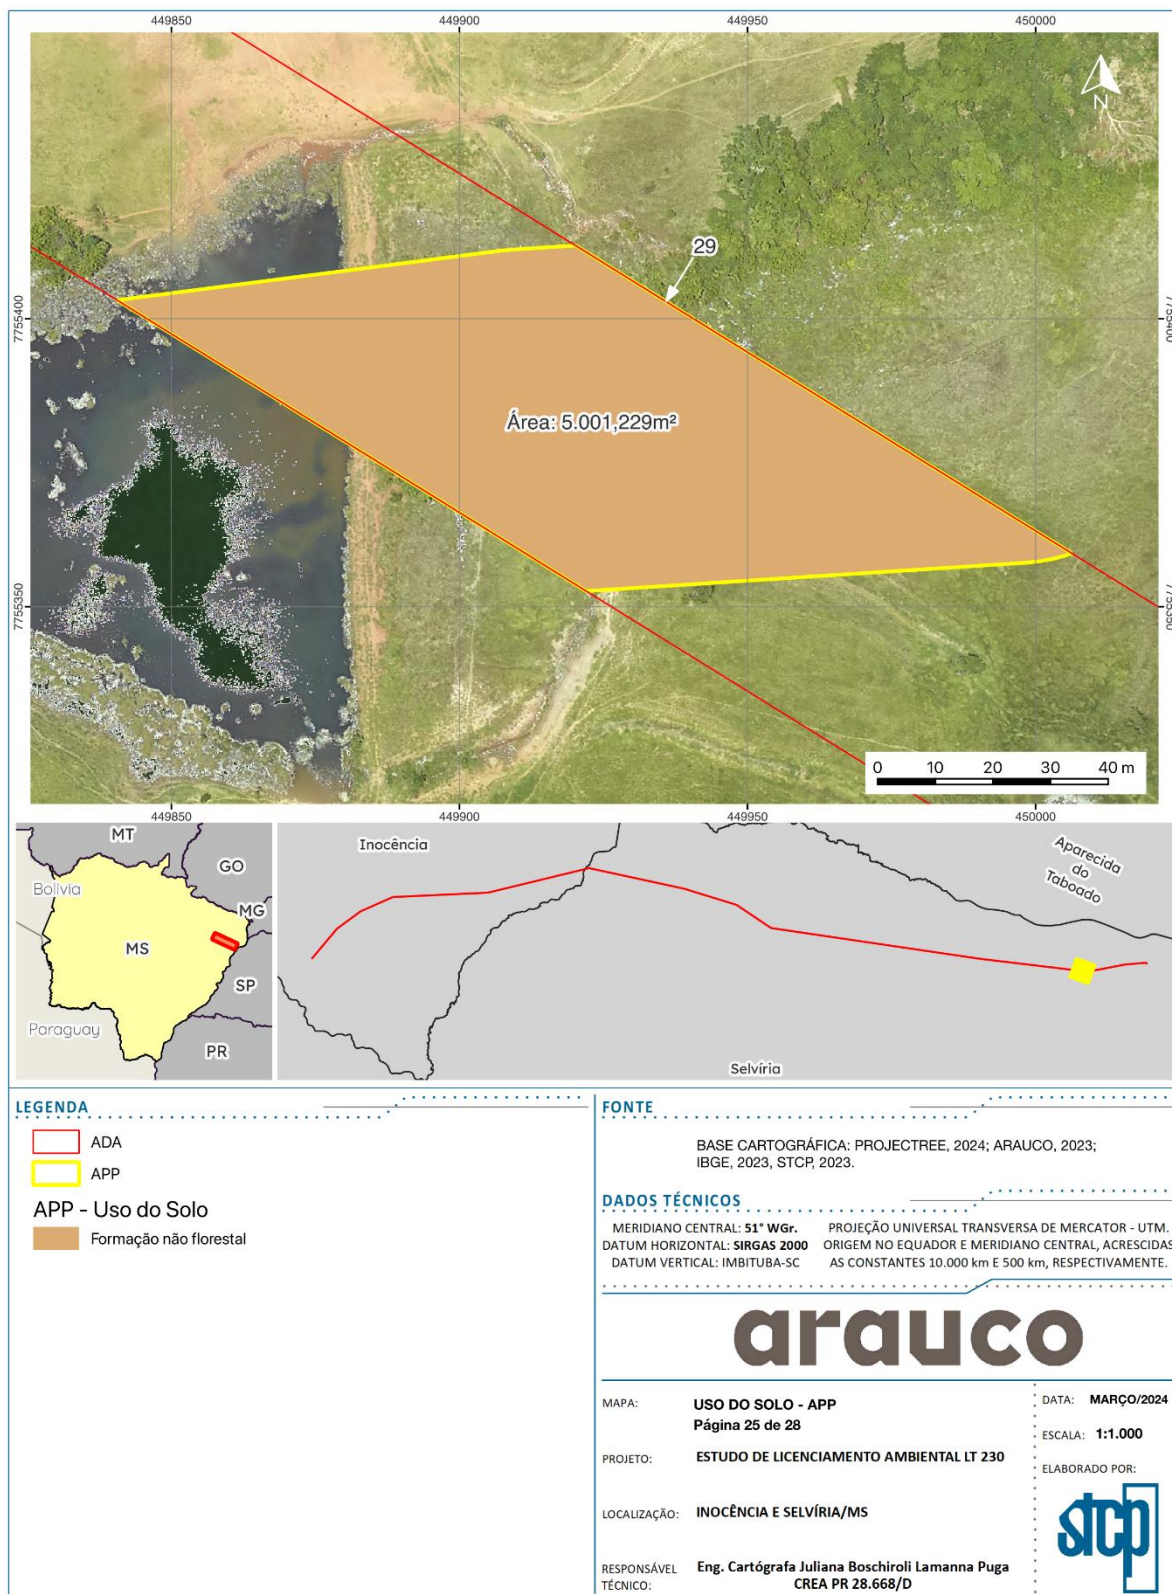 449850 449900 449950 450000
N
29
7755400 7755400
Área: 5.001,229m²
7755350 7755350
0 10 20 30 40 m
449850 449900 449950 450000
MT
GO
Bolivia
MG
MS
SP
Paraguay
PR
Inocência
Aparecida
do
Taboado
Selvíria
LEGENDA
ADA
APP
APP - Uso do Solo
Formação não florestal
FONTE
BASE CARTOGRÁFICA: PROJECTREE, 2024; ARAUCO, 2023;
IBGE, 2023, STCP, 2023.
DADOS TÉCNICOS
MERIDIANO CENTRAL: 51° WGr.
DATUM HORIZONTAL: SIRGAS 2000
DATUM VERTICAL: IMBITUBA-SC
PROJEÇÃO UNIVERSAL TRANSVERSA DE MERCATOR - UTM.
ORIGEM NO EQUADOR E MERIDIANO CENTRAL, ACRESCIDAS
AS CONSTANTES 10.000 km E 500 km, RESPECTIVAMENTE.
arauco
MAPA: USO DO SOLO - APP
Página 25 de 28
PROJETO: ESTUDO DE LICENCIAMENTO AMBIENTAL LT 230
LOCALIZAÇÃO: INOCÊNCIA E SELVÍRIA/MS
RESPONSÁVEL
TÉCNICO:
Eng. Cartógrafa Juliana Boschiroli Lamanna Puga
CREA PR 28.668/D
DATA: MARÇO/2024
ESCALA: 1:1.000
ELABORADO POR:
stcp